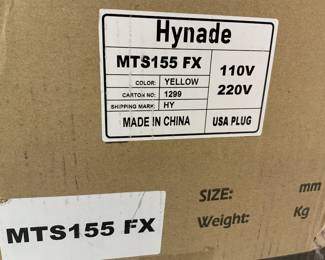 Hynade
MTS155 FX
COLOR: YELLOW
CARTON NO: 1299
SHIPPING MARK: HY
MADE IN CHINA
110V
220V
USA PLUG
SIZE: mm
Weight: Kg
MTS155 FX